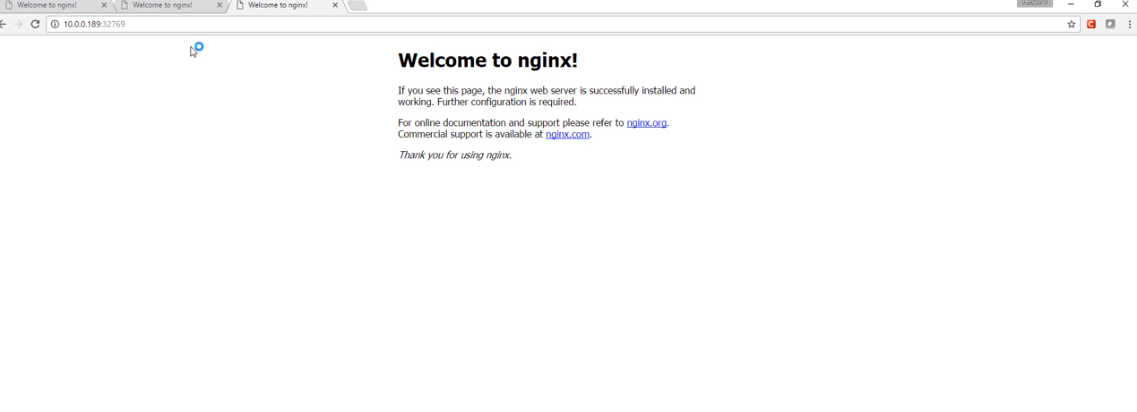 Welcome to nginx!
Welcome to nginx!
Welcome to nginx!
10.0.0.189:32769
Welcome to nginx!
If you see this page, the nginx web server is successfully installed and
working. Further configuration is required.
For online documentation and support please refer to nginx.org.
Commercial support is available at nginx.com.
Thank you for using nginx.